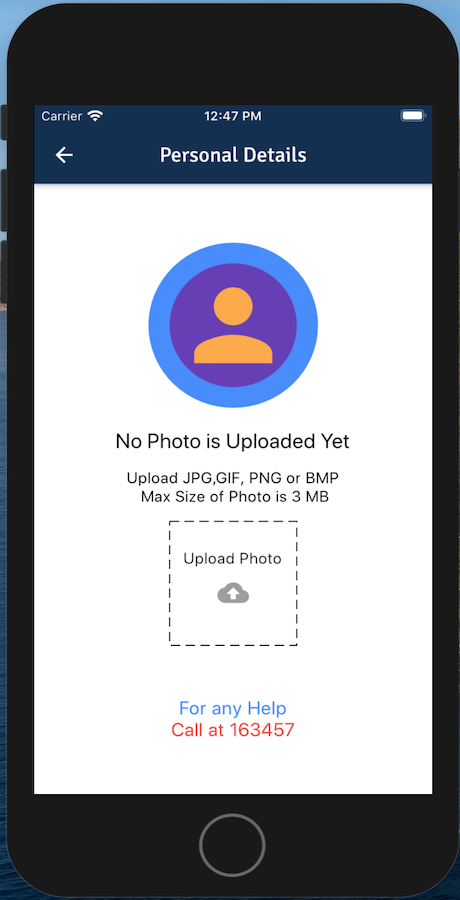 Carrier 12:47 PM
Personal Details
No Photo is Uploaded Yet
Upload JPG,GIF, PNG or BMP
Max Size of Photo is 3 MB
Upload Photo
For any Help
Call at 163457